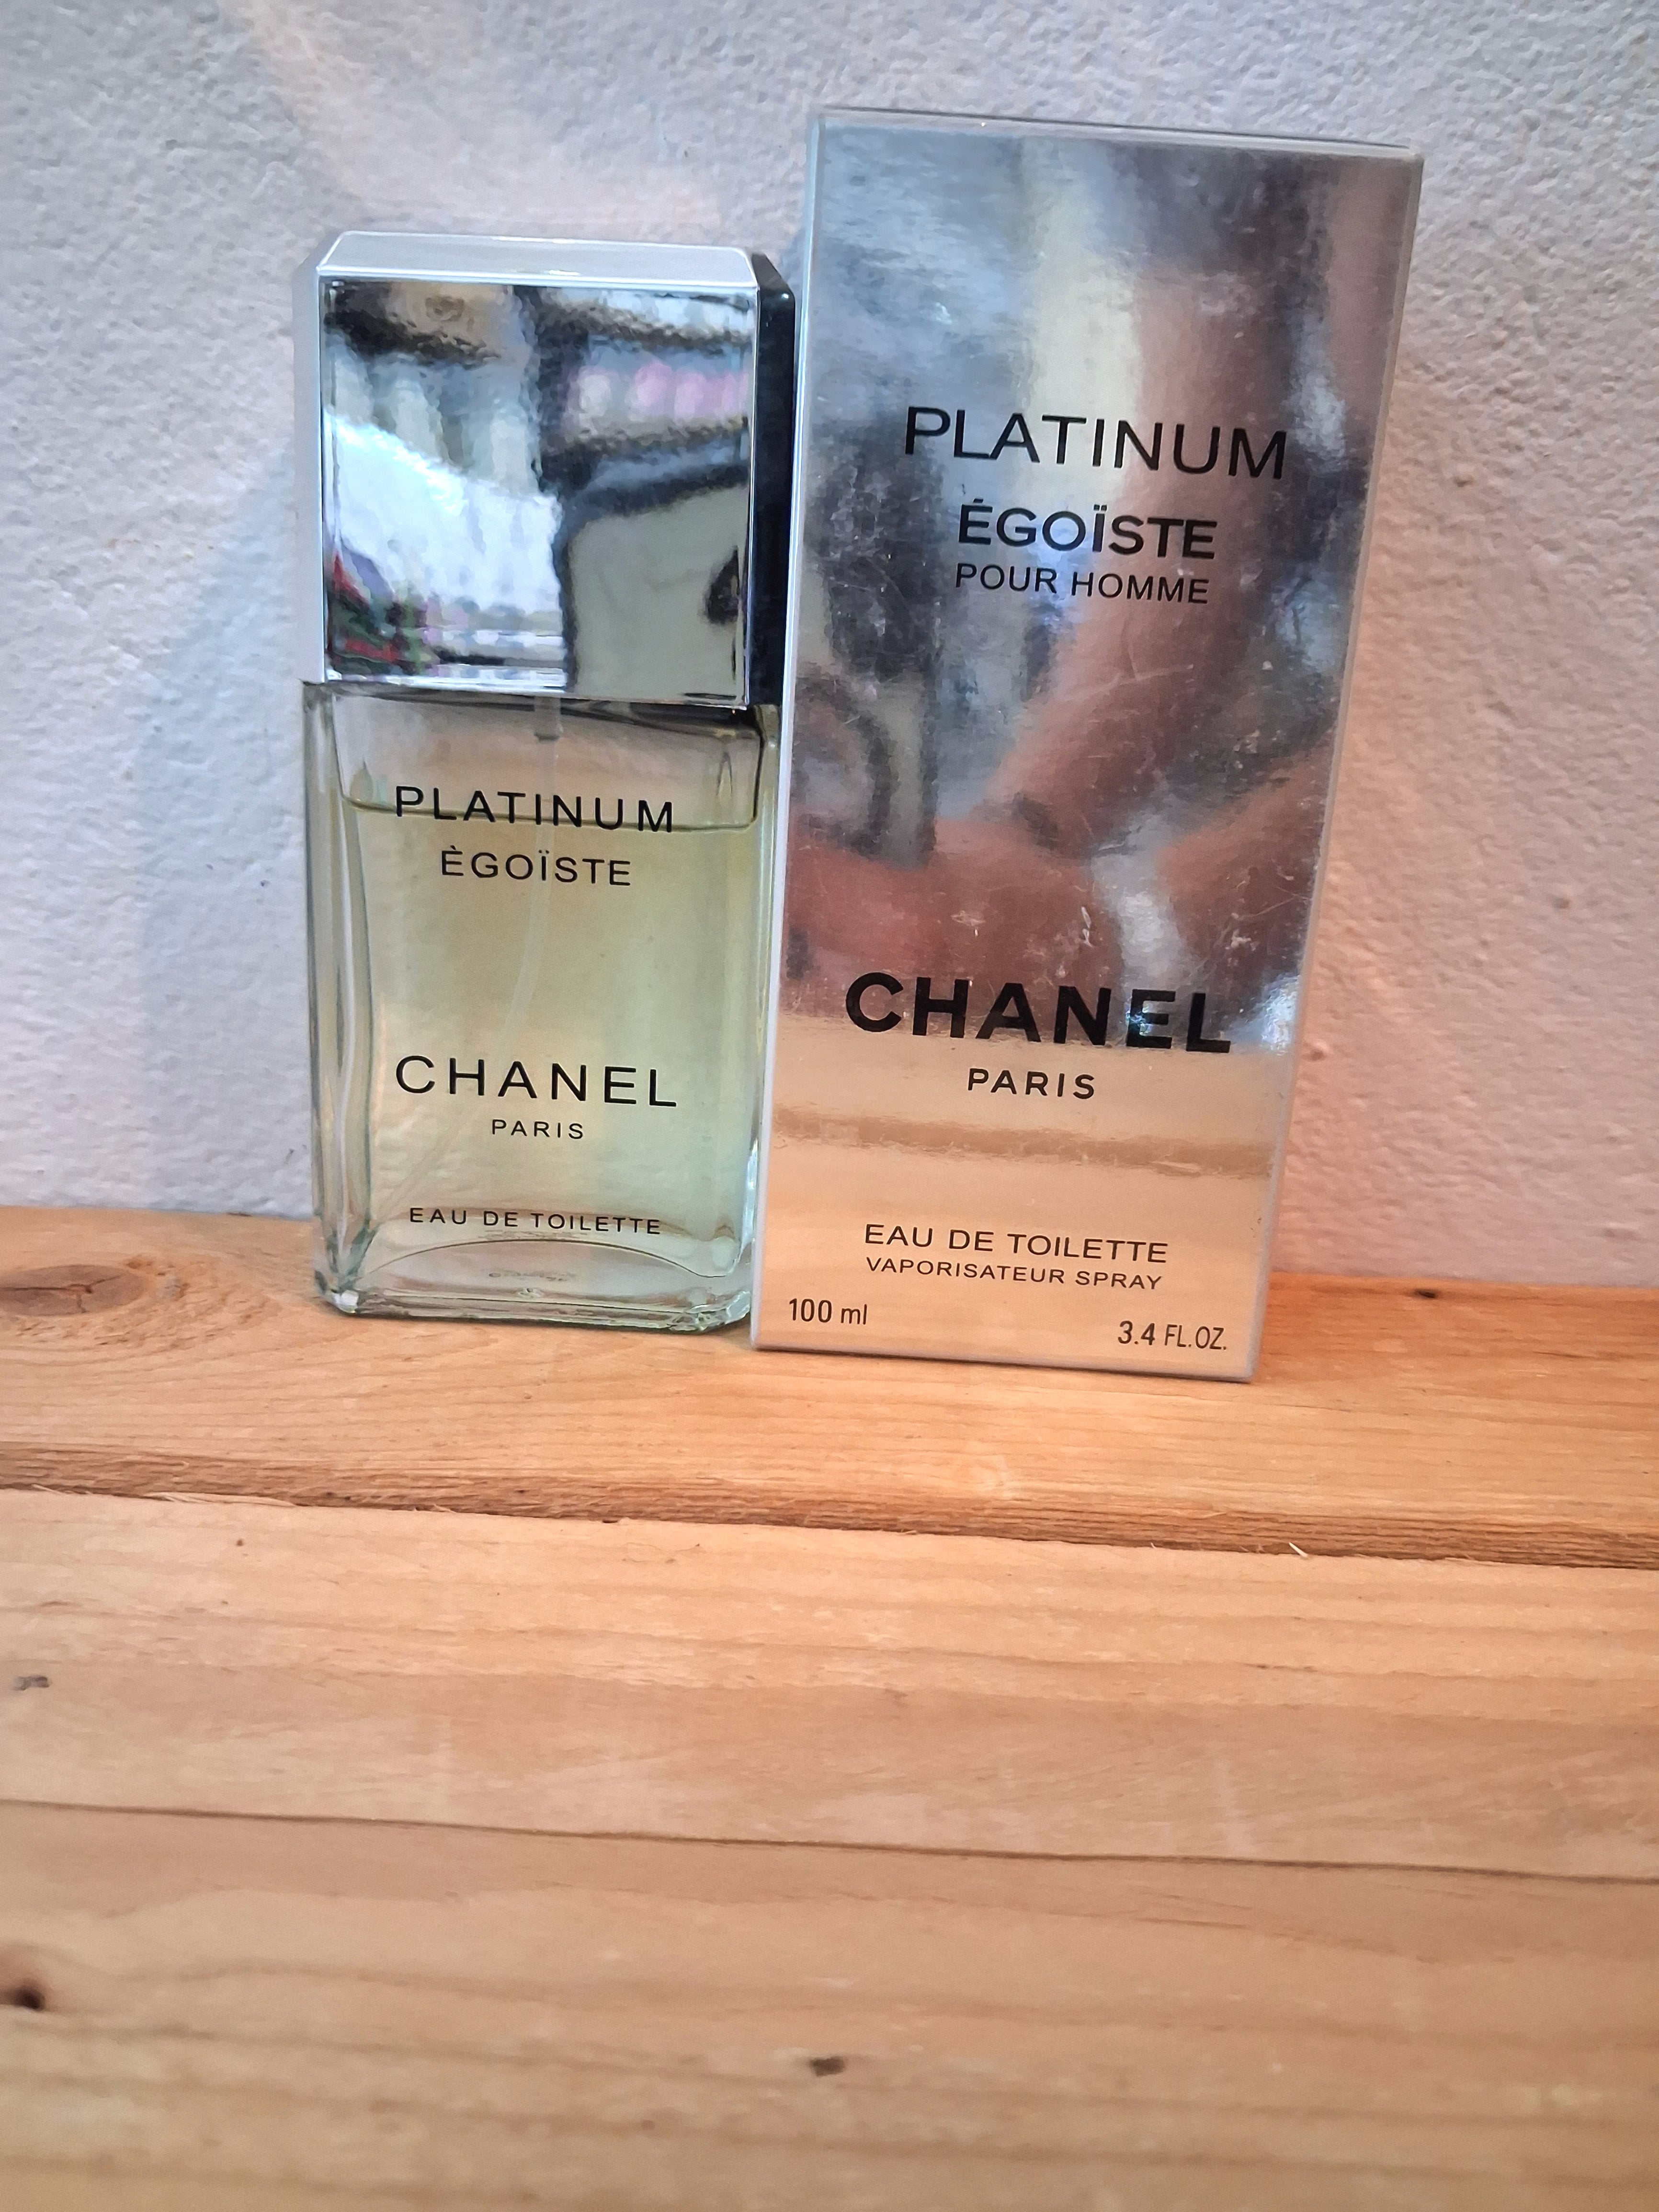 PLATINUM
ÈGOÏSTE
CHANEL
PARIS
EAU DE TOILETTE
PLATINUM
ÉGOÏSTE
POUR HOMME
CHANEL
PARIS
EAU DE TOILETTE
VAPORISATEUR SPRAY
100 ml
3.4 FL.OZ.